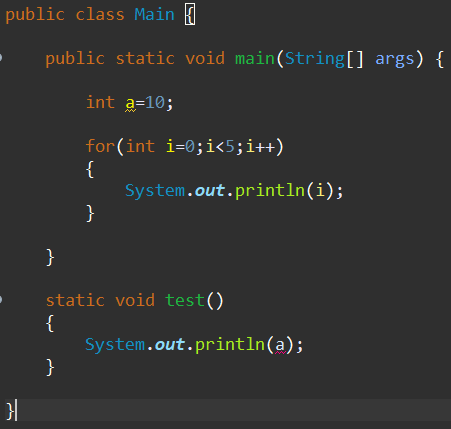 public class Main {
public static void main(String[] args) {
int a=10;
for(int i=0;i<5;i++)
{
System.out.println(i);
}
}
static void test()
{
System.out.println(a);
}
}